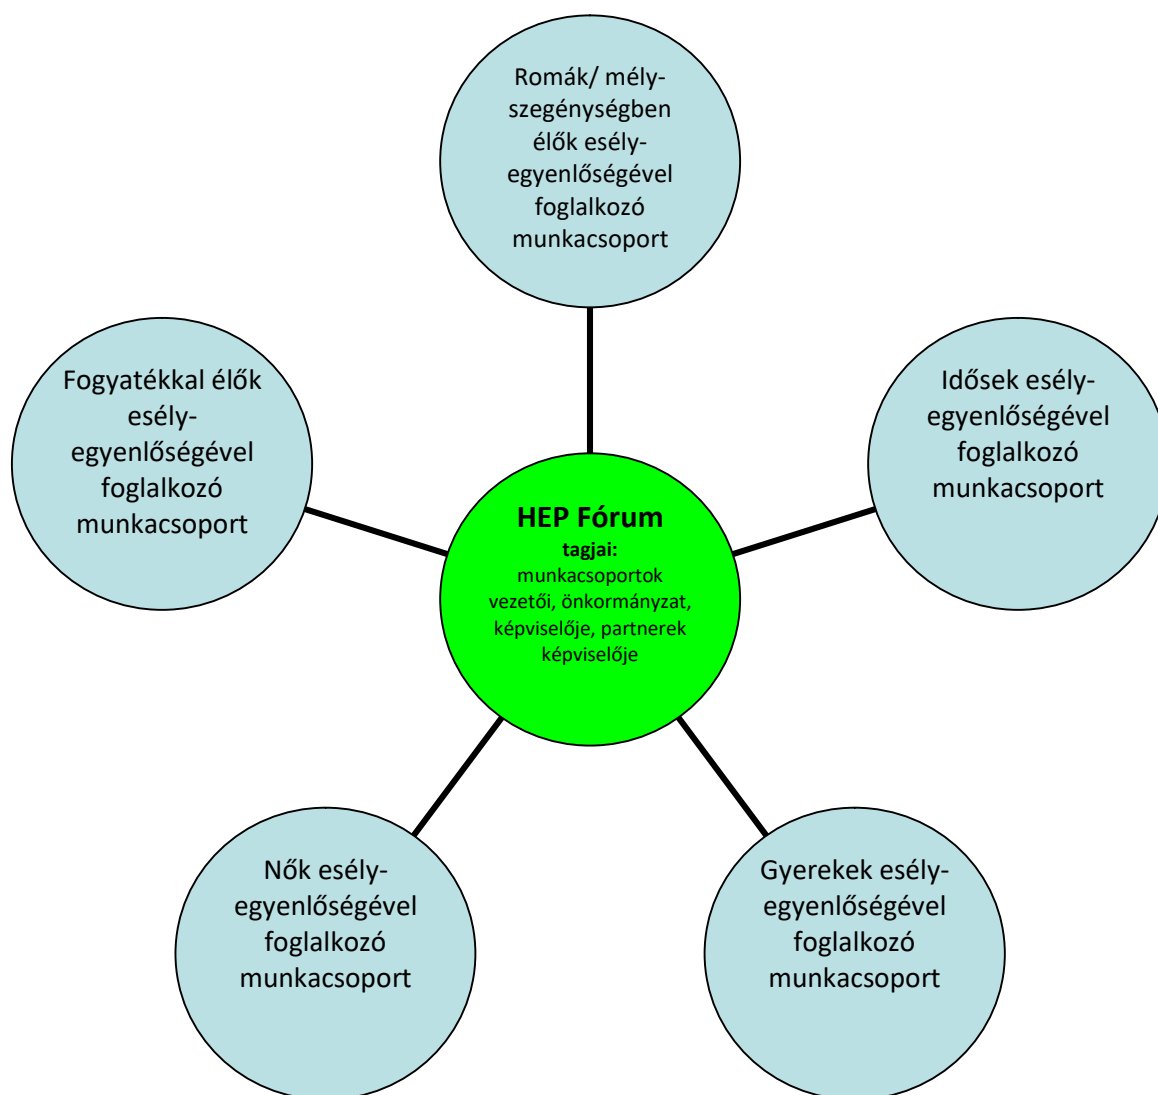 Romák/ mély-
szegénységben
élők esély-
egyenlőségével
foglalkozó
munkacsoport
Fogyatékkal élők
esély-
egyenlőségével
foglalkozó
munkacsoport
Idősek esély-
egyenlőségével
foglalkozó
munkacsoport
HEP Fórum
tagjai:
munkacsoportok
vezetői, önkormányzat,
képviselője, partnerek
képviselője
Nők esély-
egyenlőségével
foglalkozó
munkacsoport
Gyerekek esély-
egyenlőségével
foglalkozó
munkacsoport